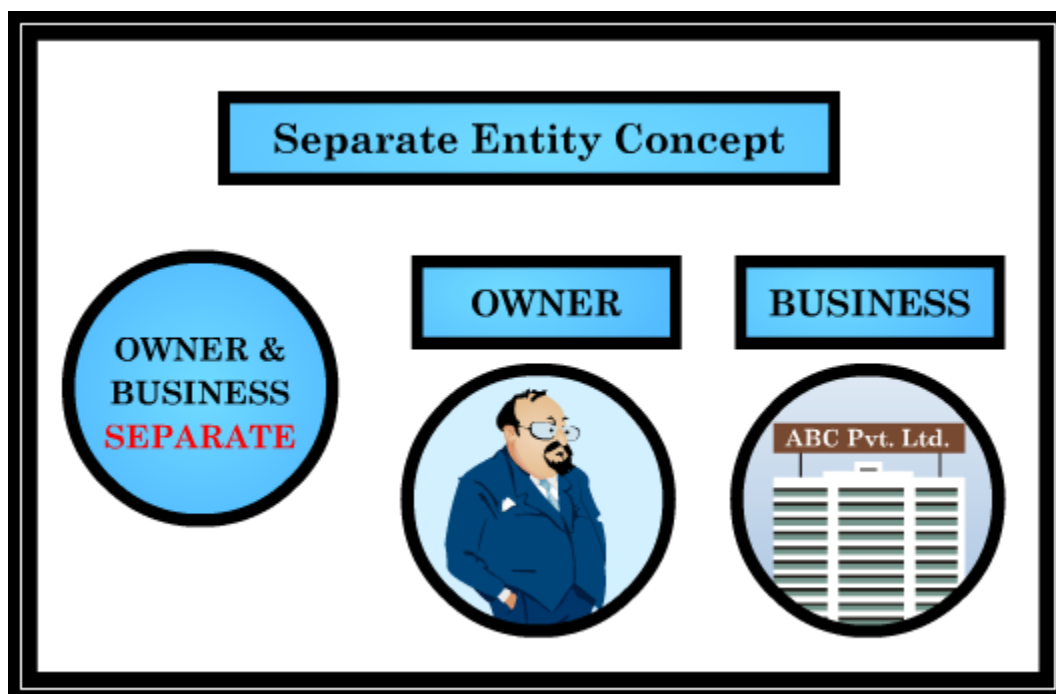 Separate Entity Concept
OWNER &
BUSINESS
SEPARATE
OWNER
BUSINESS
ABC Pvt. Ltd.